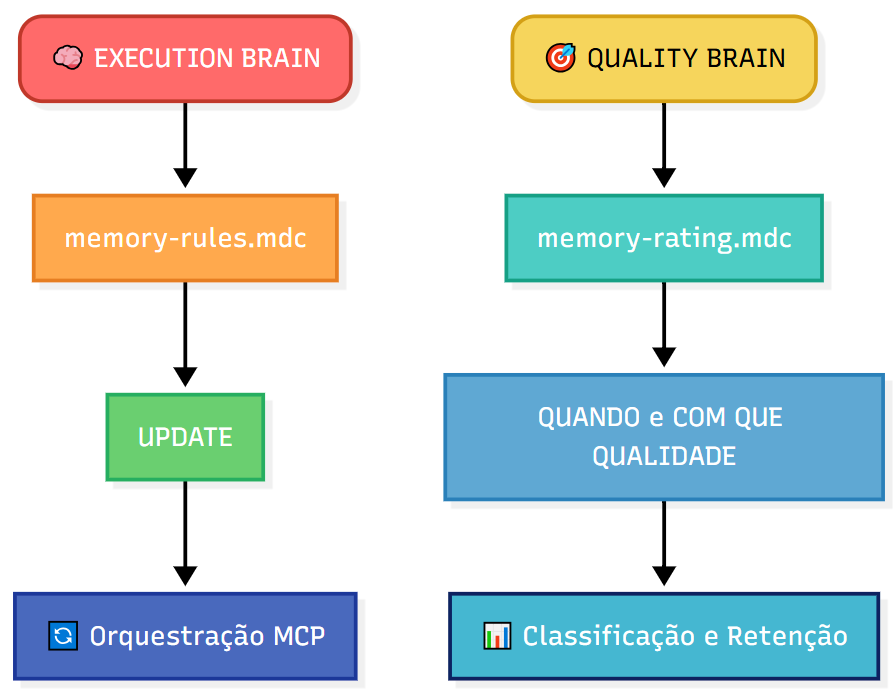 🧠 EXECUTION BRAIN
memory-rules.mdc
UPDATE
🔄 Orquestração MCP
🎯 QUALITY BRAIN
memory-rating.mdc
QUANDO e COM QUE
QUALIDADE
📊 Classificação e Retenção